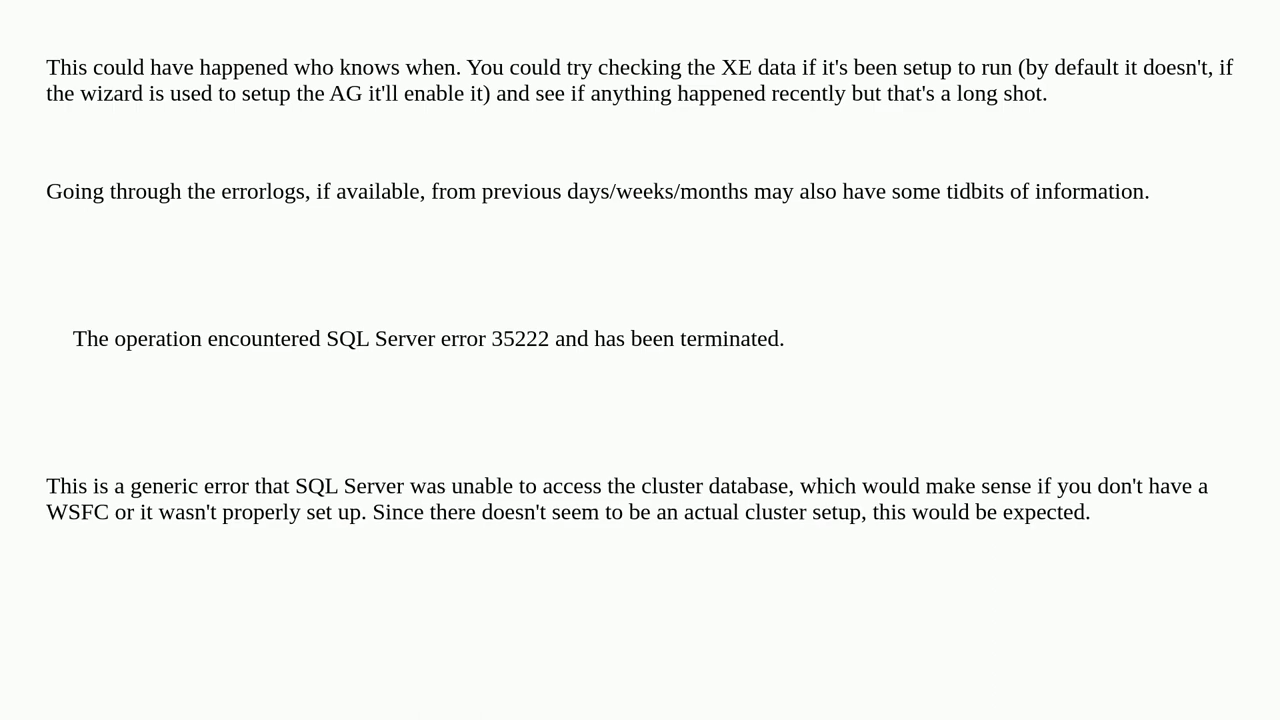 This could have happened who knows when. You could try checking the XE data if it's been setup to run (by default it doesn't, if
the wizard is used to setup the AG it'll enable it) and see if anything happened recently but that's a long shot.
Going through the errorlogs, if available, from previous days/weeks/months may also have some tidbits of information.
The operation encountered SQL Server error 35222 and has been terminated.
This is a generic error that SQL Server was unable to access the cluster database, which would make sense if you don't have a
WSFC or it wasn't properly set up. Since there doesn't seem to be an actual cluster setup, this would be expected.